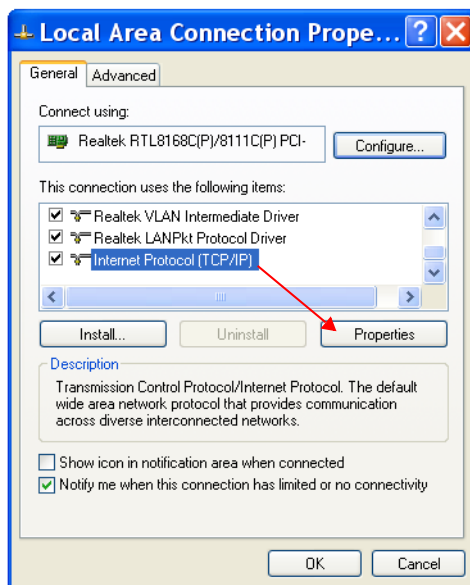 Local Area Connection Prope...
General
Advanced
Connect using:
Realtek RTL8168C(P)/8111C(P) PCI-
Configure...
This connection uses the following items:
Realtek VLAN Intermediate Driver
Realtek LANPkt Protocol Driver
Internet Protocol (TCP/IP)
Install...
Uninstall
Properties
Description
Transmission Control Protocol/Internet Protocol. The default
wide area network protocol that provides communication
across diverse interconnected networks.
Show icon in notification area when connected
Notify me when this connection has limited or no connectivity
OK
Cancel